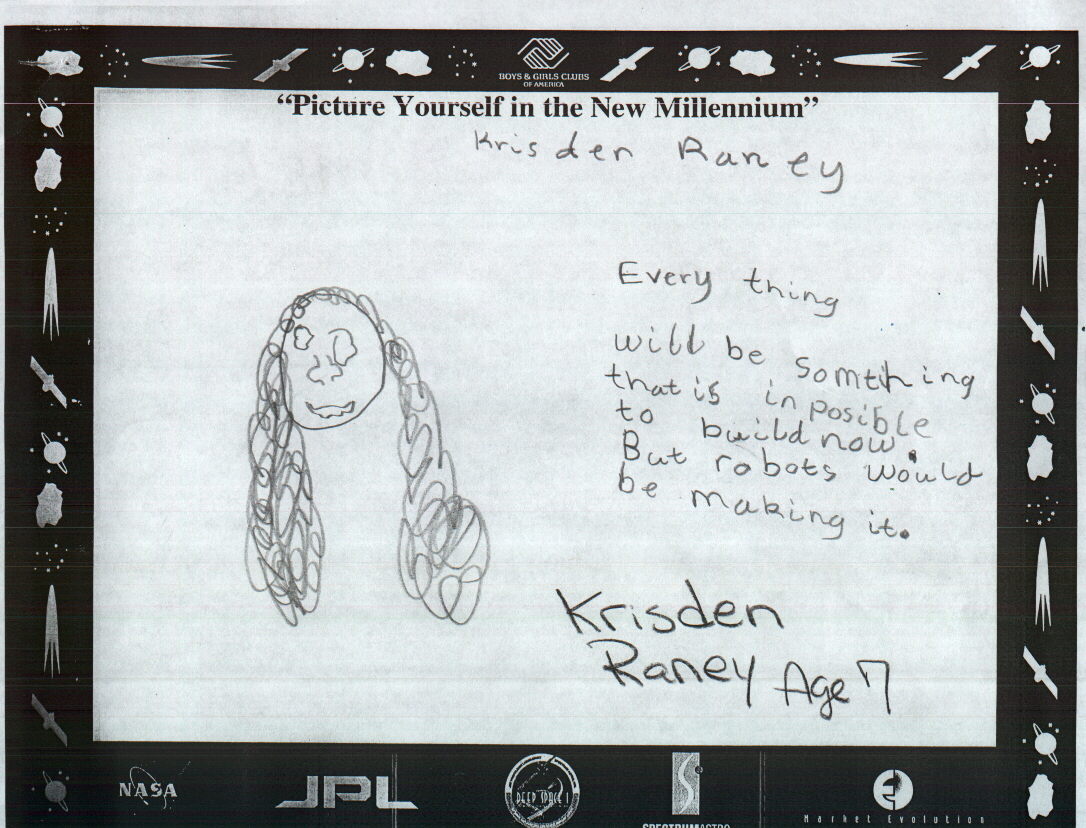 BOYS & GIRLS CLUBS
OF AMERICA
“Picture Yourself in the New Millennium”
Krisden Raney
Every thing
will be somtihing
that is inposible
to build now.
But robots would
be making it.
Krisden
Raney Age 7
NASA
JPL
DEEP SPACE 1
SPECTRUMASTRO
Market Evolution